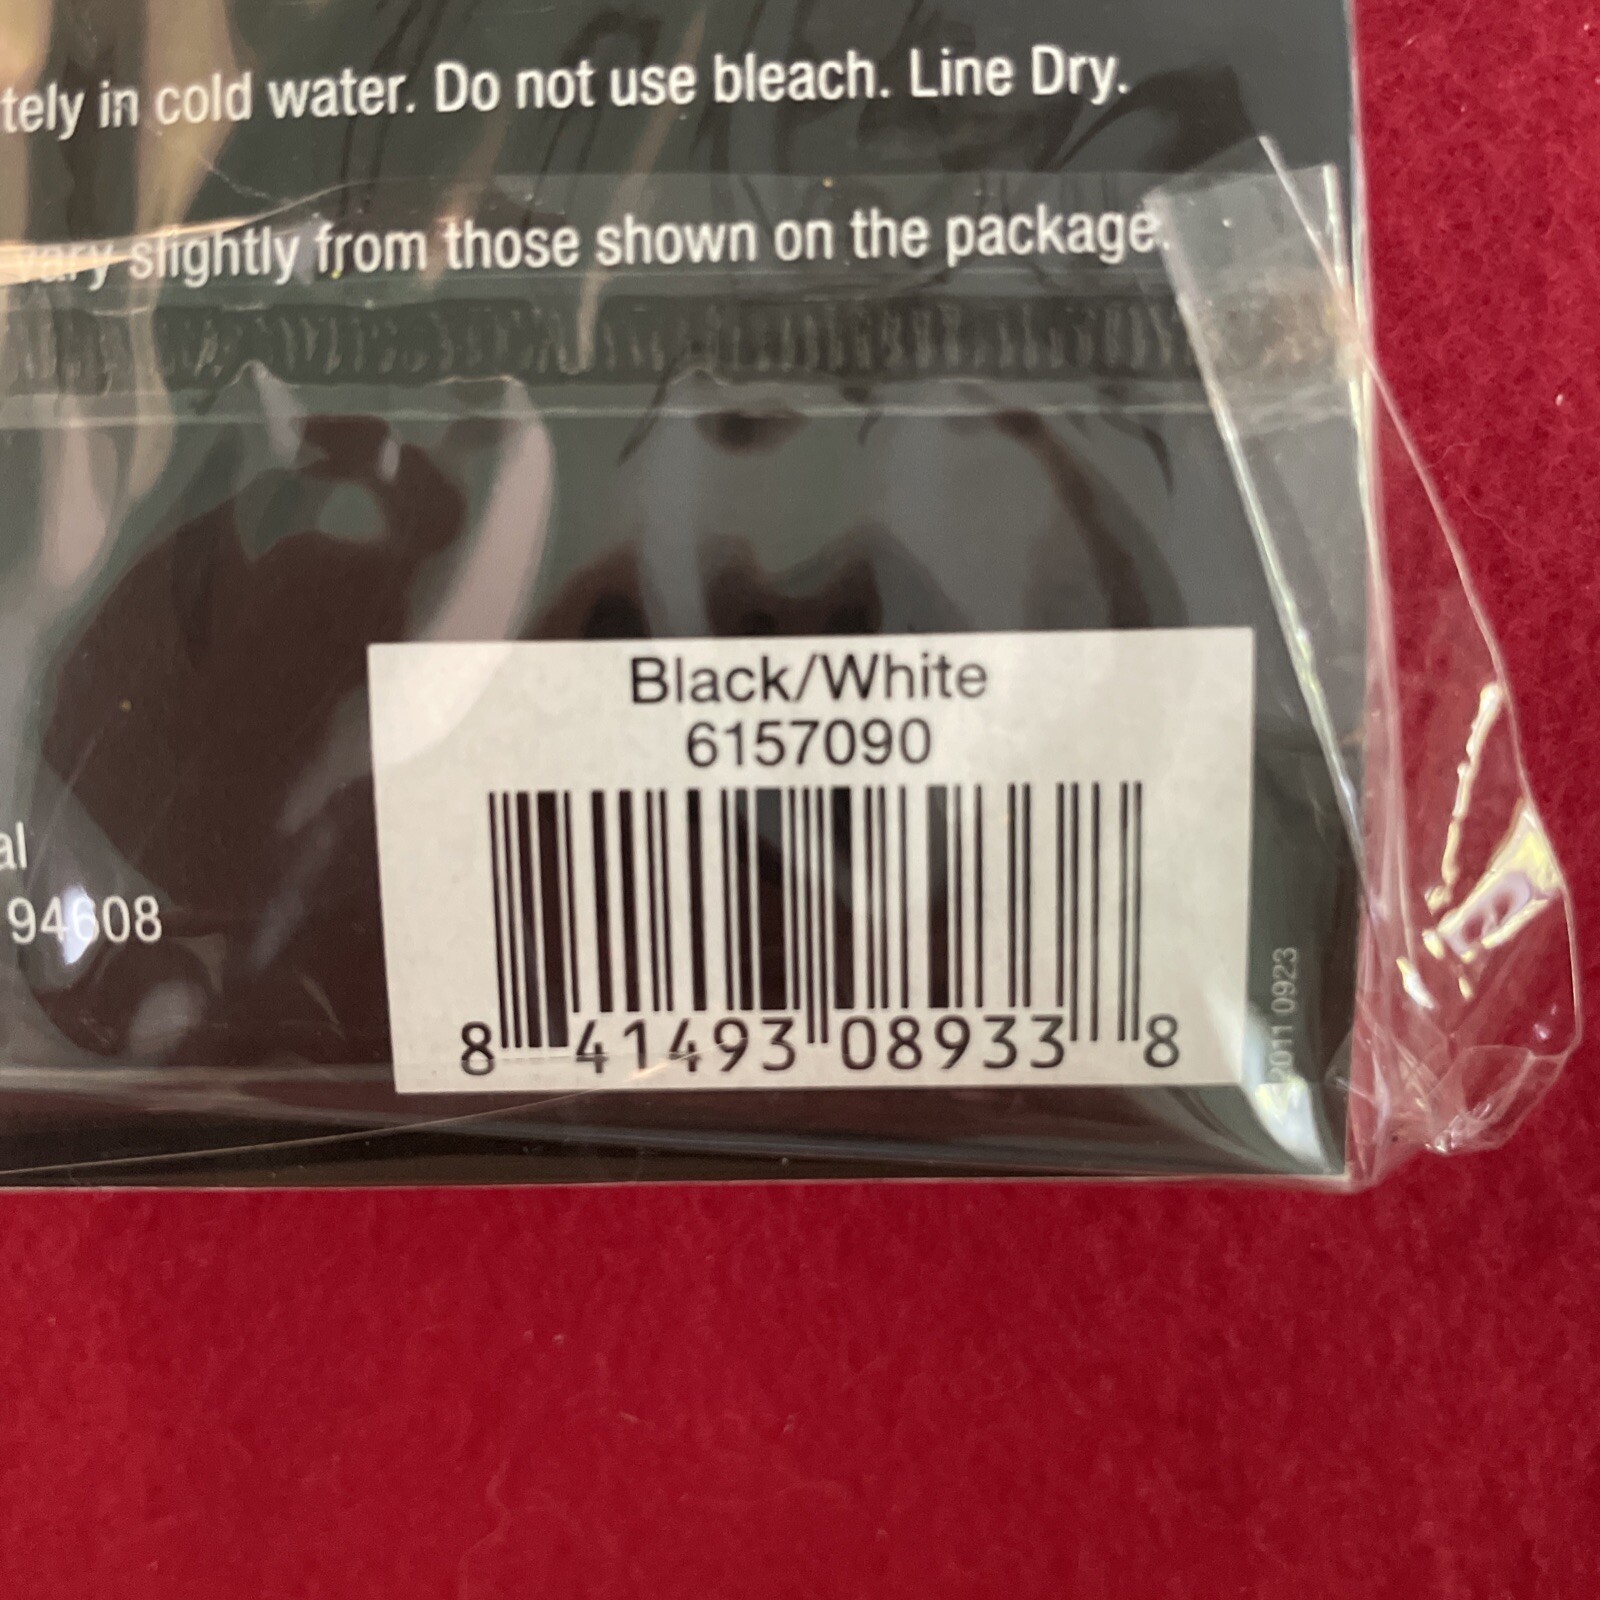 tely in cold water. Do not use bleach. Line Dry.
vary slightly from those shown on the package.
al
94608
Black/White
6157090
8 41493 08933 8
2011 0923